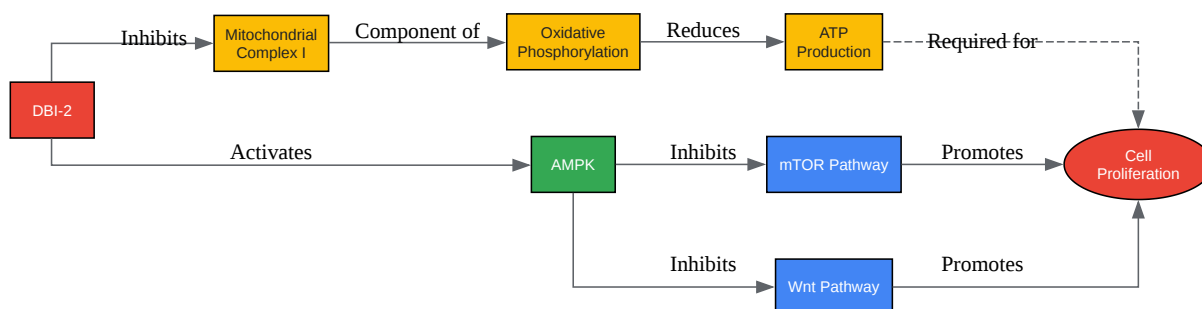 Inhibits
Mitochondrial
Complex I
Component of
Oxidative
Phosphorylation
Reduces
ATP
Production
Required for
DBI-2
Activates
AMPK
Inhibits
mTOR Pathway
Promotes
Cell
Proliferation
Inhibits
Wnt Pathway
Promotes